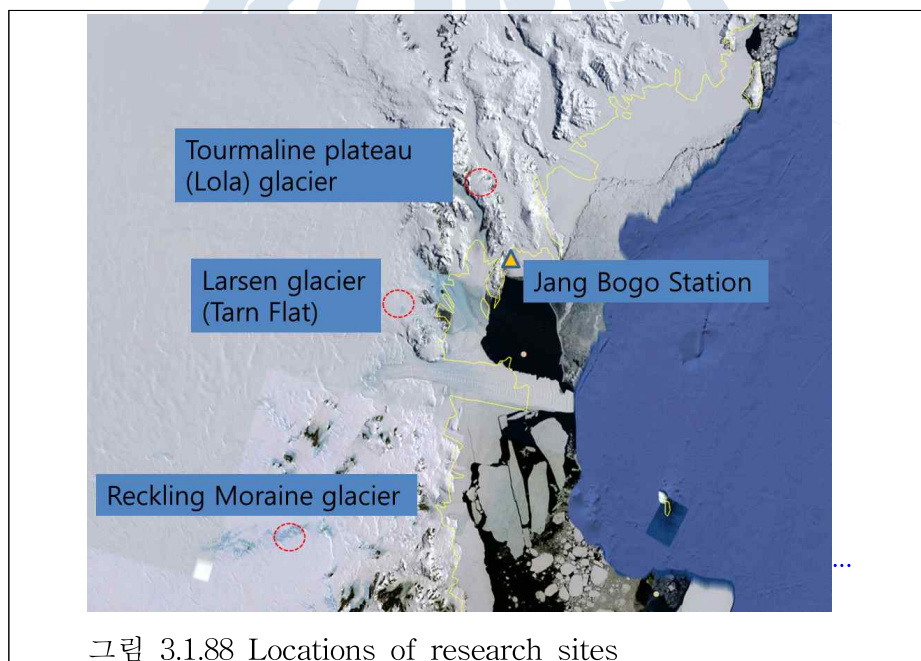 Tourmaline plateau
(Lola) glacier
Larsen glacier
(Tarn Flat)
Jang Bogo Station
Reckling Moraine glacier
...
그림 3.1.88 Locations of research sites